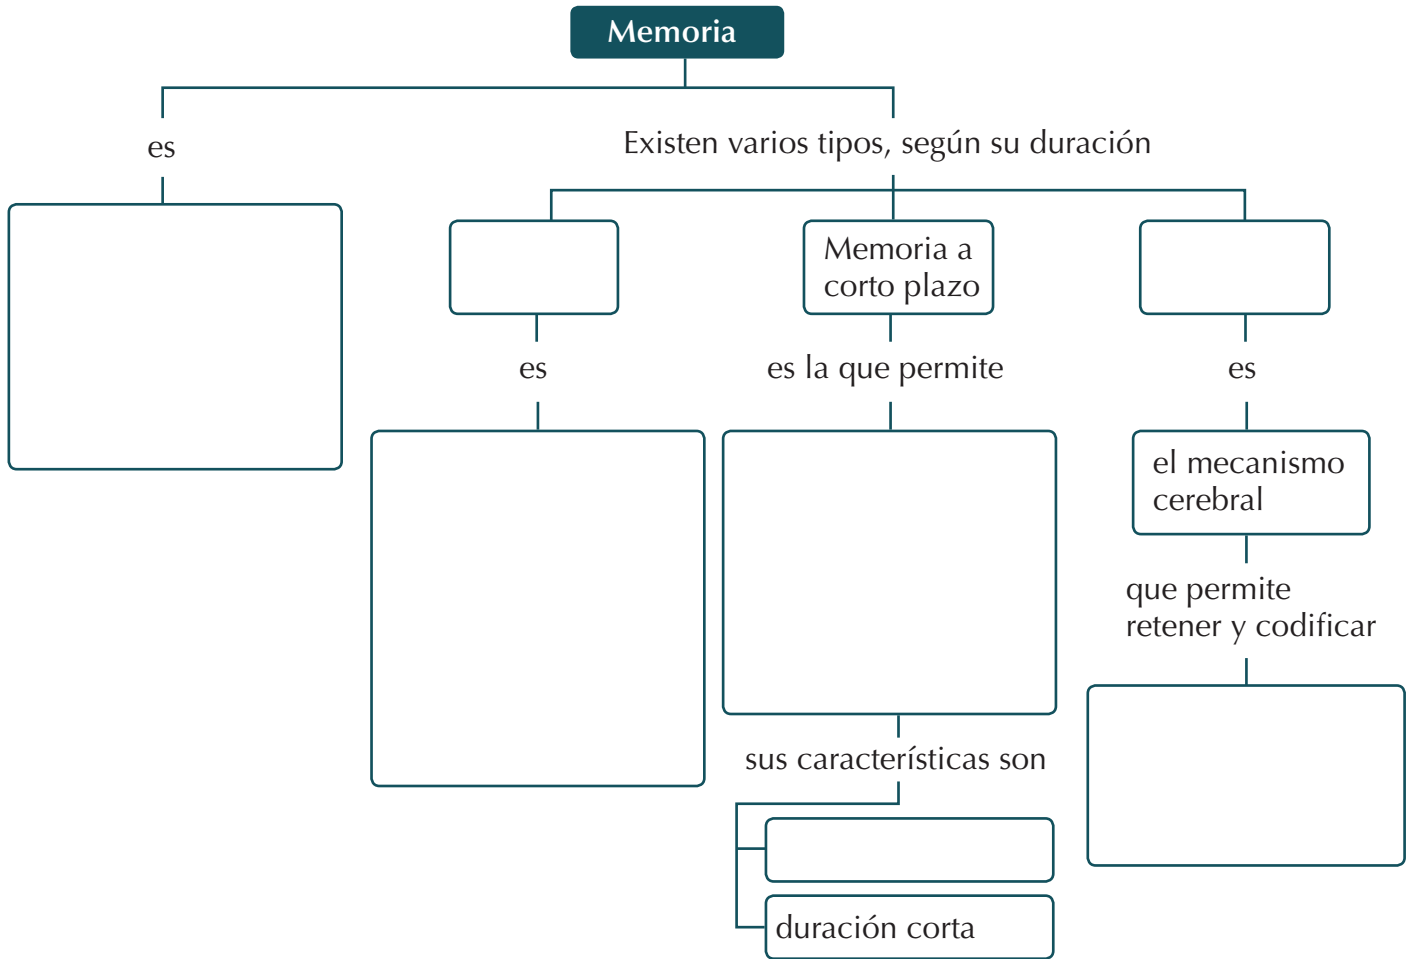 Memoria
es
Existen varios tipos, según su duración
Memoria a
corto plazo
es
es la que permite
es
el mecanismo
cerebral
que permite
retener y codificar
sus características son
duración corta